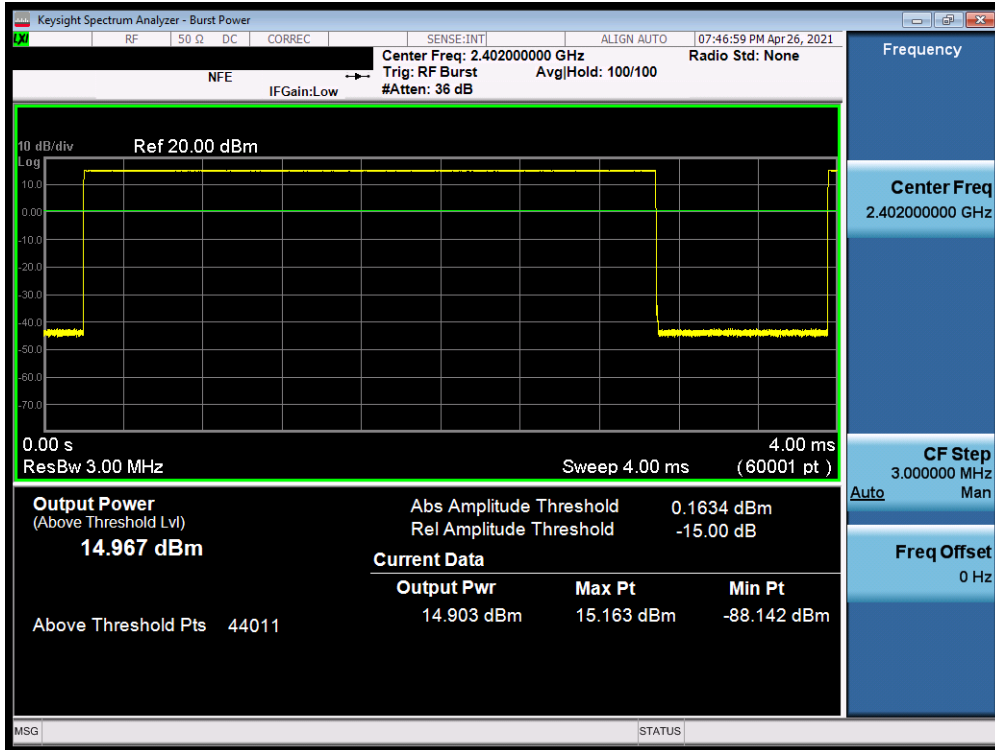 Keysight Spectrum Analyzer - Burst Power
LXI RF 50 Ω DC CORREC SENSE:INT ALIGN AUTO 07:46:59 PM Apr 26, 2021
Center Freq: 2.402000000 GHz Radio Std: None
NFE Trig: RF Burst Avg|Hold: 100/100
IFGain:Low #Atten: 36 dB
10 dB/div Ref 20.00 dBm
Log
10.0
0.00
-10.0
-20.0
-30.0
-40.0
-50.0
-60.0
-70.0
0.00 s 4.00 ms
ResBw 3.00 MHz Sweep 4.00 ms (60001 pt)
Output Power
(Above Threshold Lvl)
14.967 dBm
Above Threshold Pts 44011
Abs Amplitude Threshold 0.1634 dBm
Rel Amplitude Threshold -15.00 dB
Current Data
Output Pwr Max Pt Min Pt
14.903 dBm 15.163 dBm -88.142 dBm
Frequency
Center Freq
2.402000000 GHz
CF Step
3.000000 MHz
Auto Man
Freq Offset
0 Hz
MSG STATUS